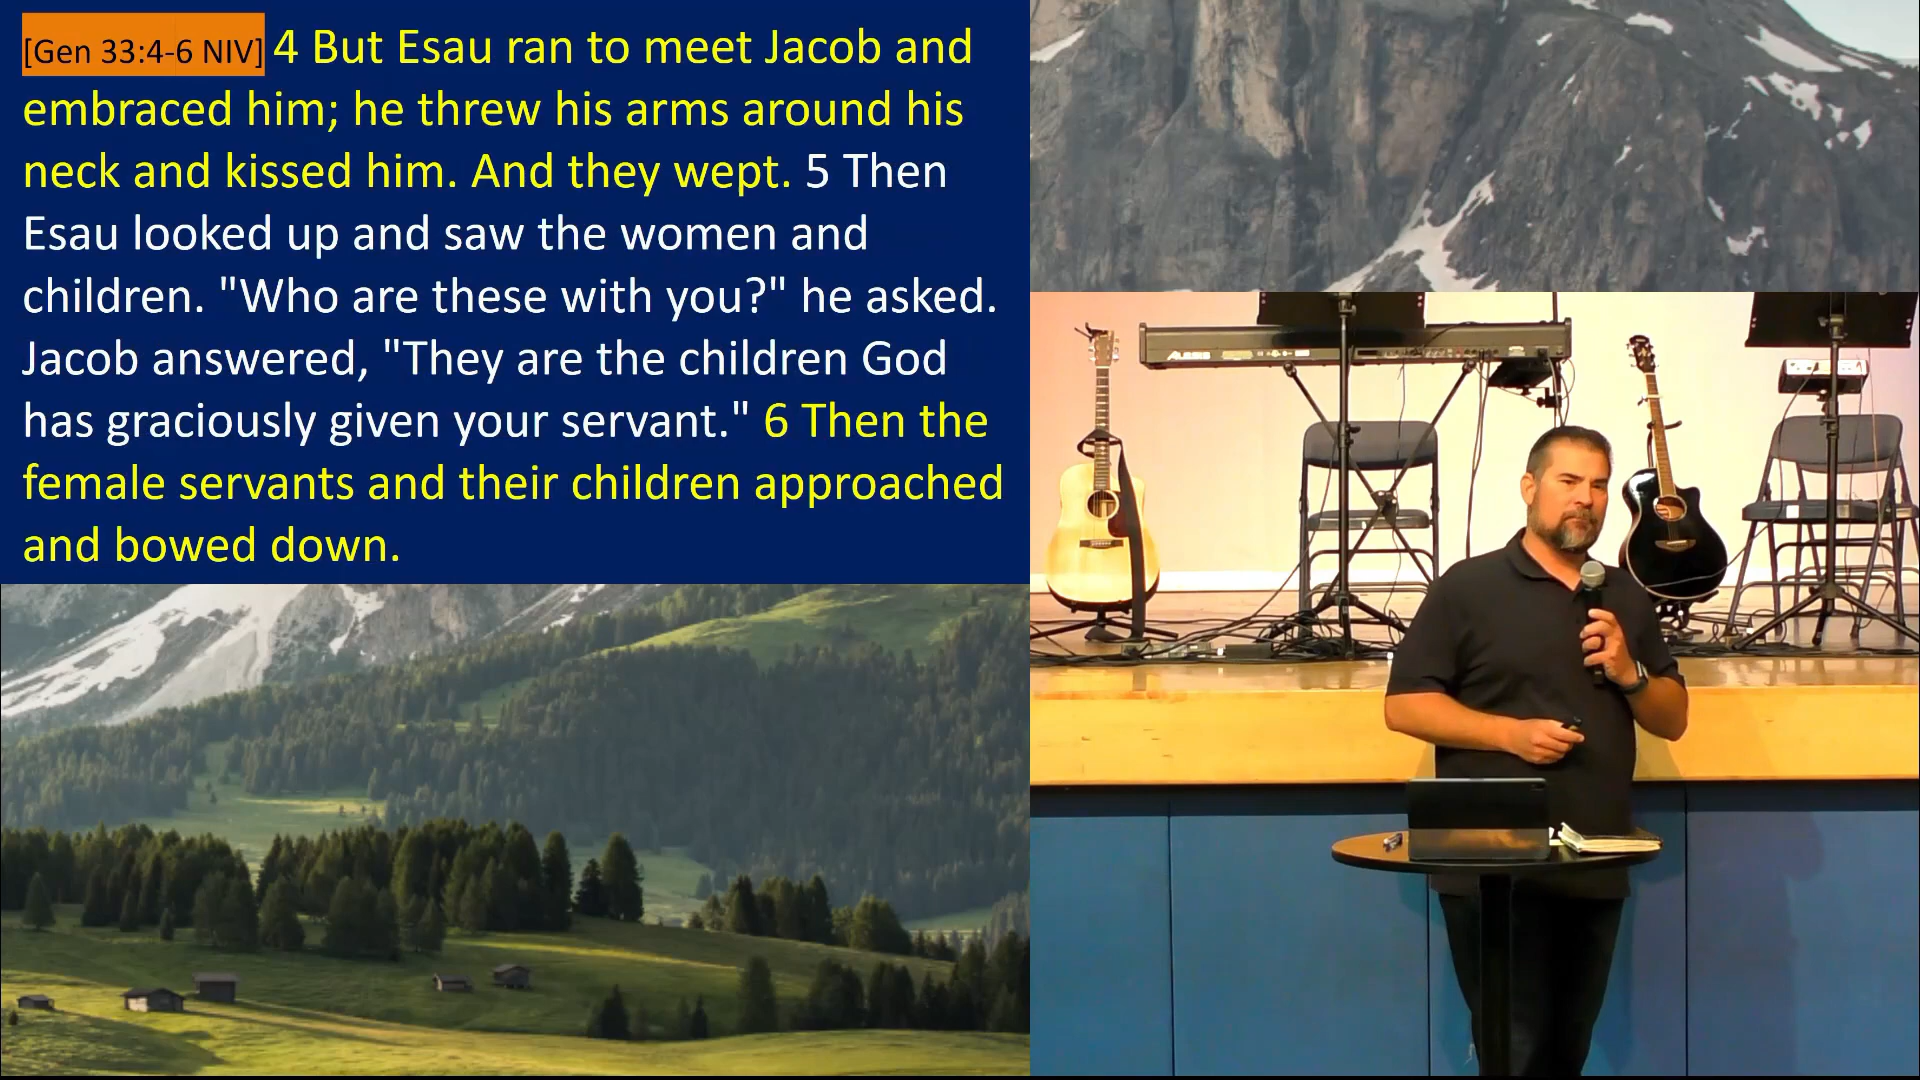 [Gen 33:4-6 NIV] 4 But Esau ran to meet Jacob and
embraced him; he threw his arms around his
neck and kissed him. And they wept. 5 Then
Esau looked up and saw the women and
children. "Who are these with you?" he asked.
Jacob answered, "They are the children God
has graciously given your servant." 6 Then the
female servants and their children approached
and bowed down.
ALESIS